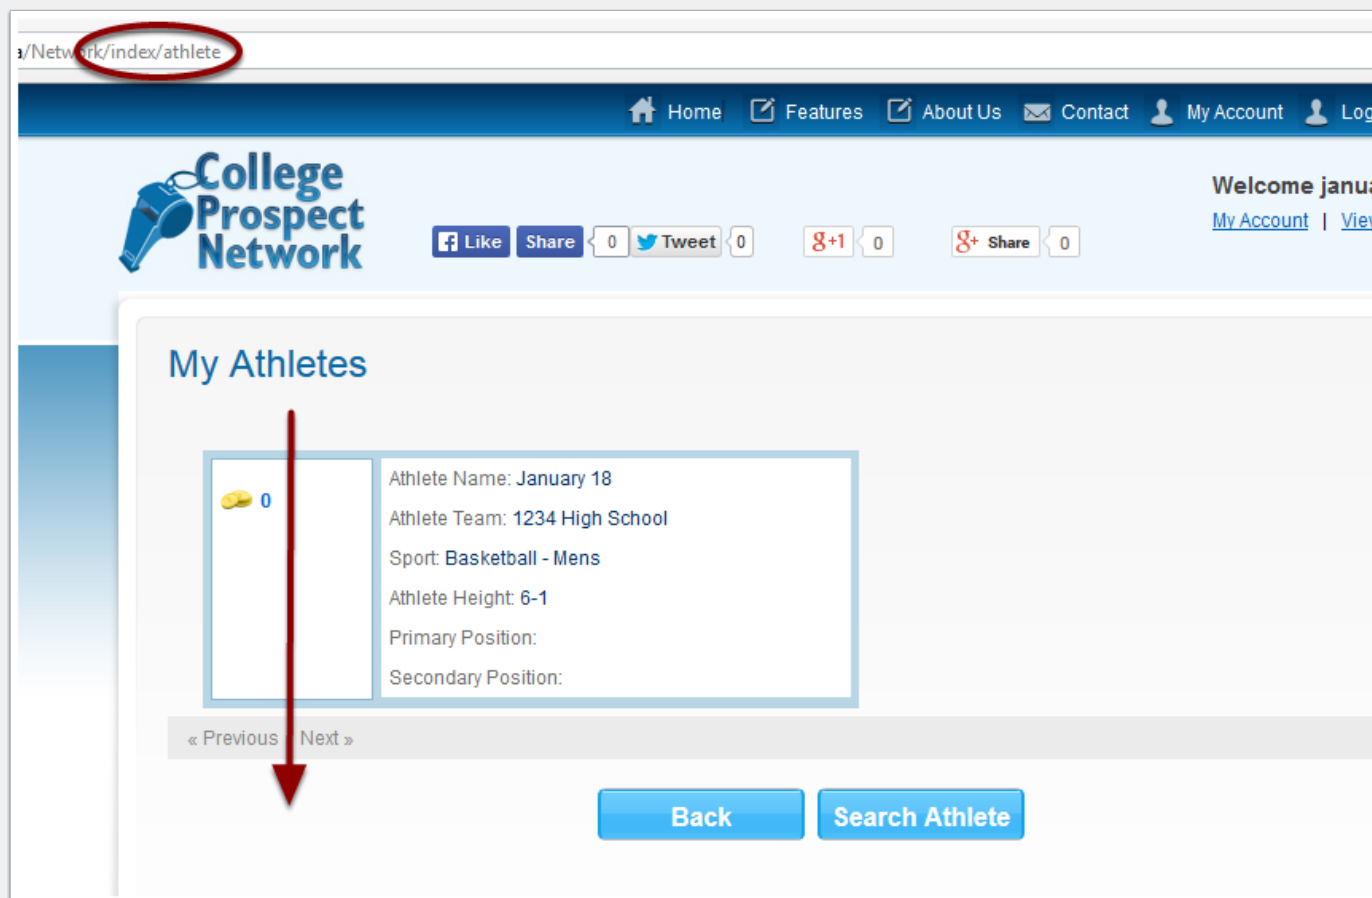 a/Network/index/athlete
Home Features About Us Contact My Account Log
College
Prospect
Network
Like Share 0 Tweet 0 g+1 0 g+ Share 0
Welcome janua
My Account | View
My Athletes
0
Athlete Name: January 18
Athlete Team: 1234 High School
Sport: Basketball - Mens
Athlete Height: 6-1
Primary Position:
Secondary Position:
« Previous Next »
Back Search Athlete